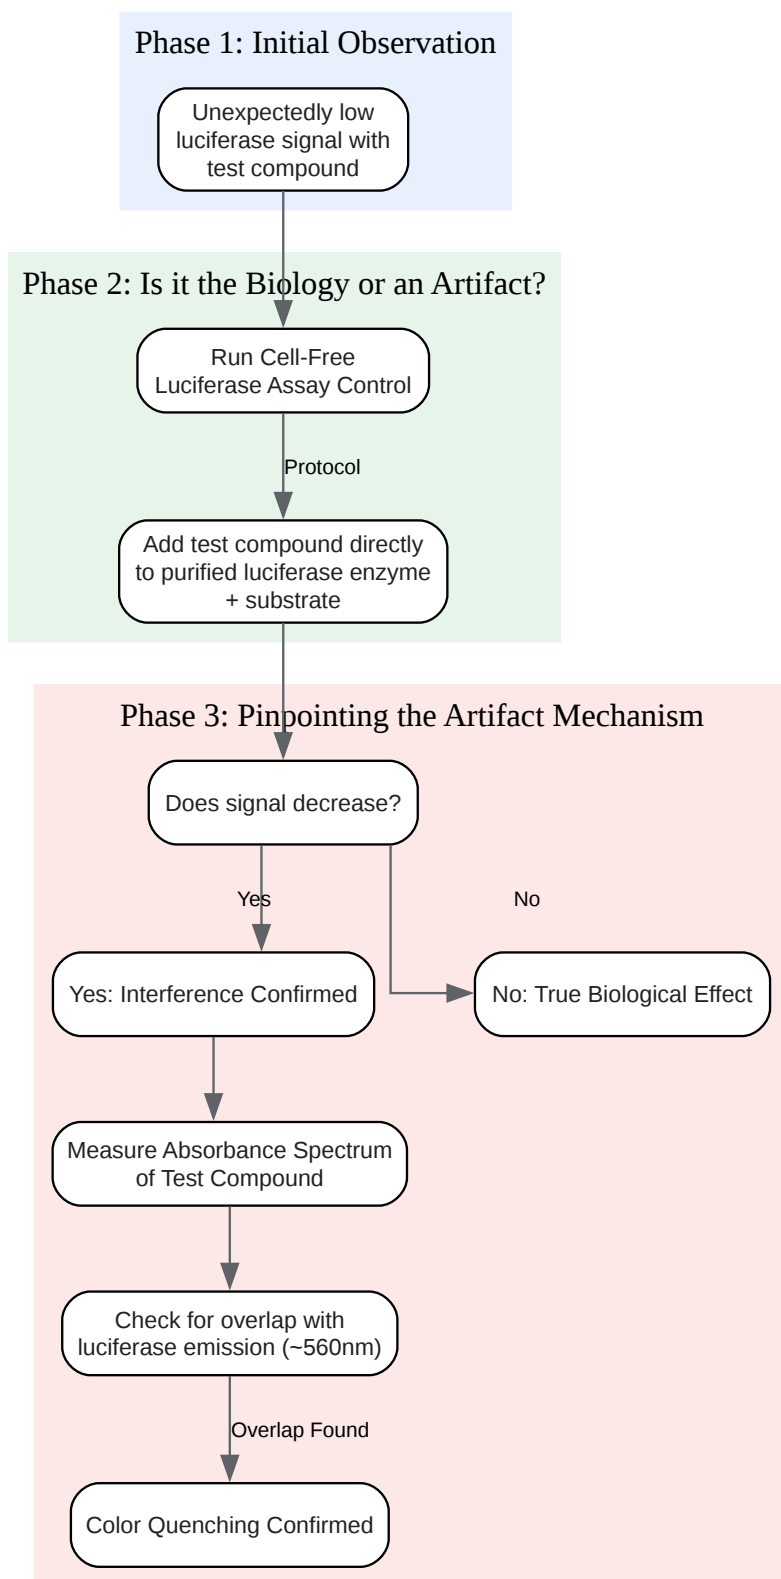 Phase 1: Initial Observation
Unexpectedly low
luciferase signal with
test compound
Phase 2: Is it the Biology or an Artifact?
Run Cell-Free
Luciferase Assay Control
Protocol
Add test compound directly
to purified luciferase enzyme
+ substrate
Phase 3: Pinpointing the Artifact Mechanism
Does signal decrease?
Yes
No
Yes: Interference Confirmed
No: True Biological Effect
Measure Absorbance Spectrum
of Test Compound
Check for overlap with
luciferase emission (~560nm)
Overlap Found
Color Quenching Confirmed